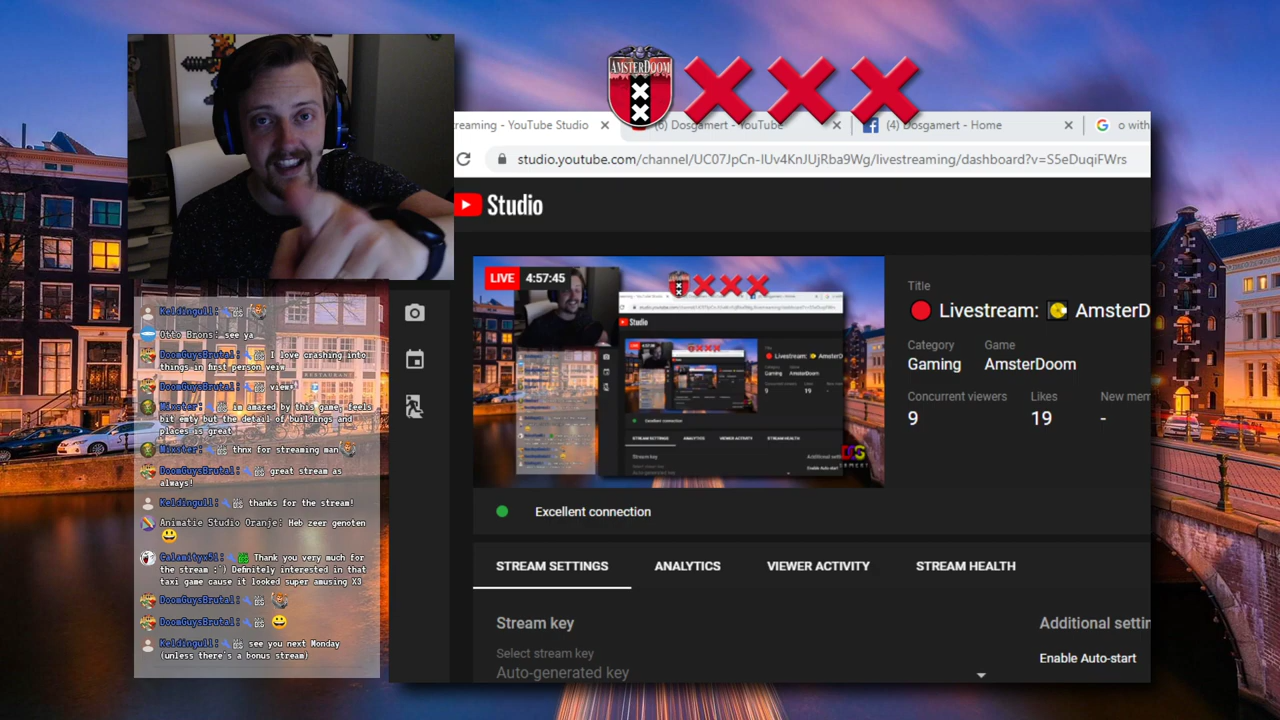 AMSTERDOOM
reaming - YouTube Studio
(6) Dosgamert - YouTube
(4) Dosgamert - Home
o with
studio.youtube.com/channel/UC07JpCn-IUv4KnJUjRba9Wg/livestreaming/dashboard?v=S5eDuqiFWrs
Studio
LIVE 4:57:45
Title
Livestream: AmsterD
Category
Game
Gaming
AmsterDoom
Concurrent viewers
Likes
New mem
9
19
-
Excellent connection
STREAM SETTINGS
ANALYTICS
VIEWER ACTIVITY
STREAM HEALTH
Stream key
Additional settin
Select stream key
Auto-generated key
Enable Auto-start
Keldingull:
Otto Brons: see ya
DoomGuysBrutal: I love crashing into
things in first person veiw
DoomGuysBrutal: view*
Mixster: im amazed by this game, feels
bit emty but the detail of buildings and
places is great.
Mixster: thnx for streaming man
DoomGuysBrutal: great stream as
always!
Keldingull: thanks for the stream!
Animatie Studio Oranje: Heb zeer genoten
Calamityx51: Thank you very much for
the stream :') Definitely interested in that
taxi game cause it looked super amusing X3
DoomGuysBrutal:
DoomGuysBrutal:
Keldingull: see you next Monday
(unless there's a bonus stream)